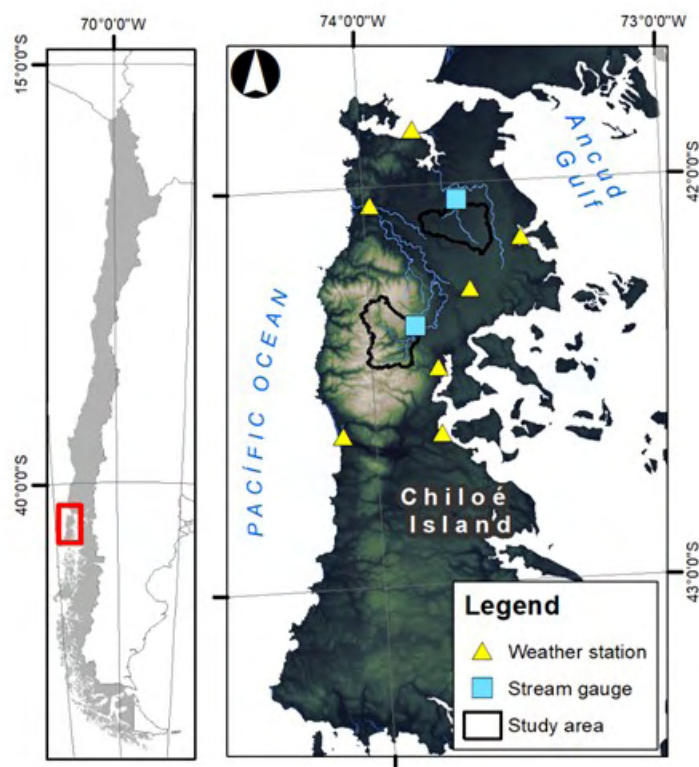 70°0'0"W
15°0'0"S
40°0'0"S
74°0'0"W
73°0'0"W
42°0'0"S
43°0'0"S
Ancud
Gulf
PACÍFIC OCEAN
Chiloé
Island
Legend
Weather station
Stream gauge
Study area